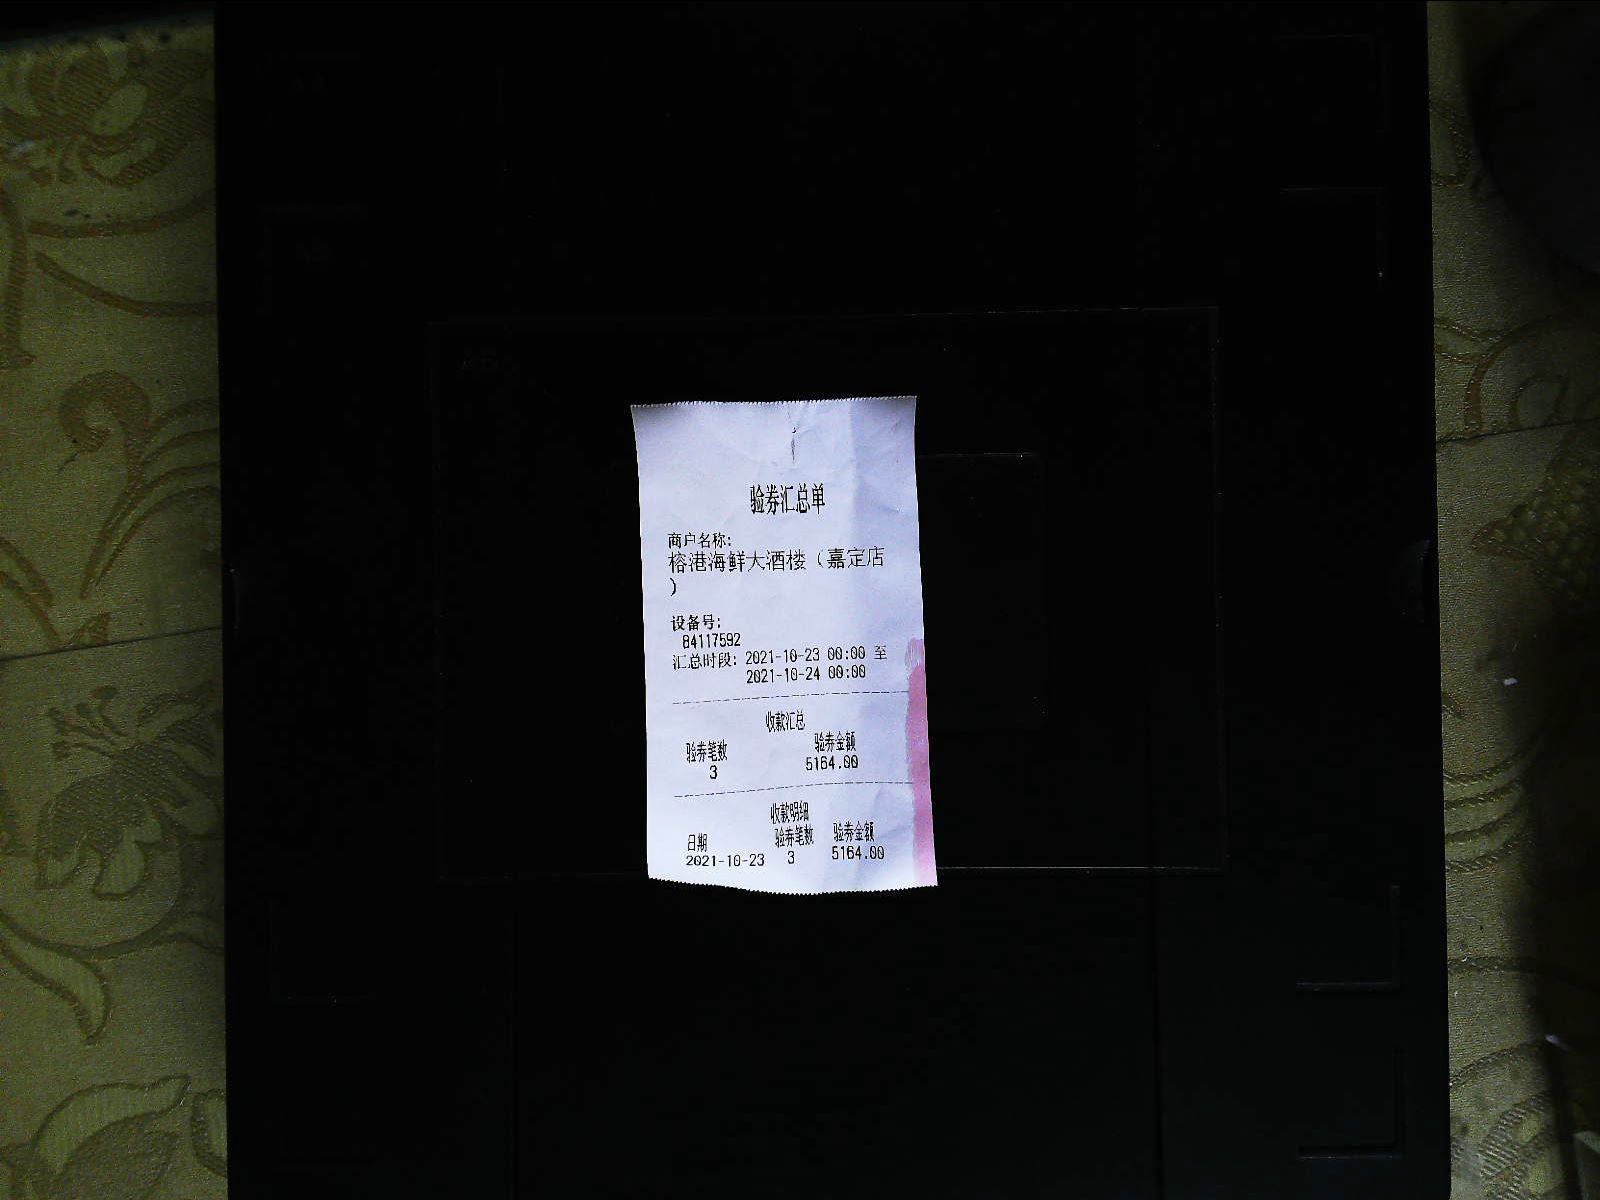 验券汇总单
商户名称:
榕港海鲜大酒楼（嘉定店
）
设备号:
84117592
汇总时段: 2021-10-23 00:00 至
2021-10-24 00:00
收款汇总
验券笔数 验券金额
3 5164.00
收款明细
日期 验券笔数 验券金额
2021-10-23 3 5164.00